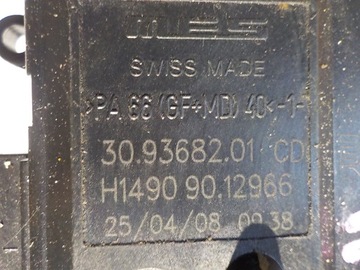 MES
SWISS MADE
>PA 66 (GF+MD) 40<-1-
30.93682.01 CD
H1490 90.12966
25/04/08 09 38